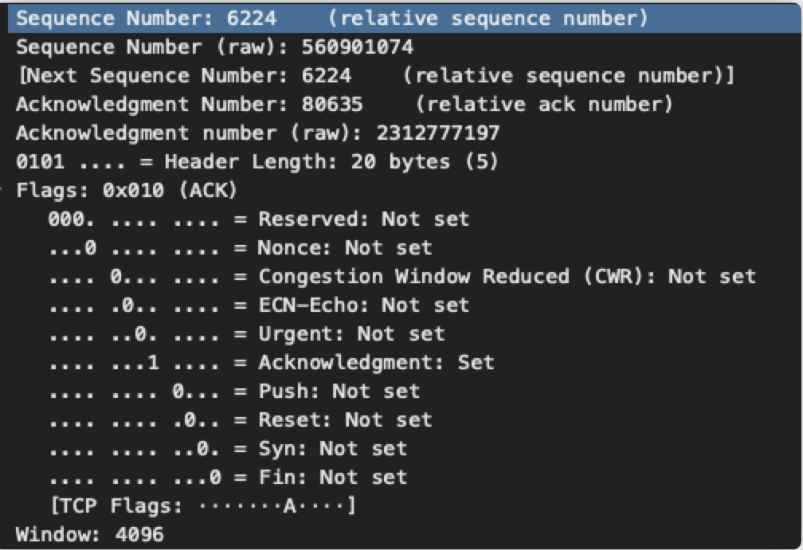 Sequence Number: 6224    (relative sequence number)
Sequence Number (raw): 560901074
[Next Sequence Number: 6224    (relative sequence number)]
Acknowledgment Number: 80635    (relative ack number)
Acknowledgment number (raw): 2312777197
0101 .... = Header Length: 20 bytes (5)
Flags: 0x010 (ACK)
000. .... .... = Reserved: Not set
...0 .... .... = Nonce: Not set
.... 0... .... = Congestion Window Reduced (CWR): Not set
.... .0.. .... = ECN-Echo: Not set
.... ..0. .... = Urgent: Not set
.... ...1 .... = Acknowledgment: Set
.... .... 0... = Push: Not set
.... .... .0.. = Reset: Not set
.... .... ..0. = Syn: Not set
.... .... ...0 = Fin: Not set
[TCP Flags: ·······A····]
Window: 4096